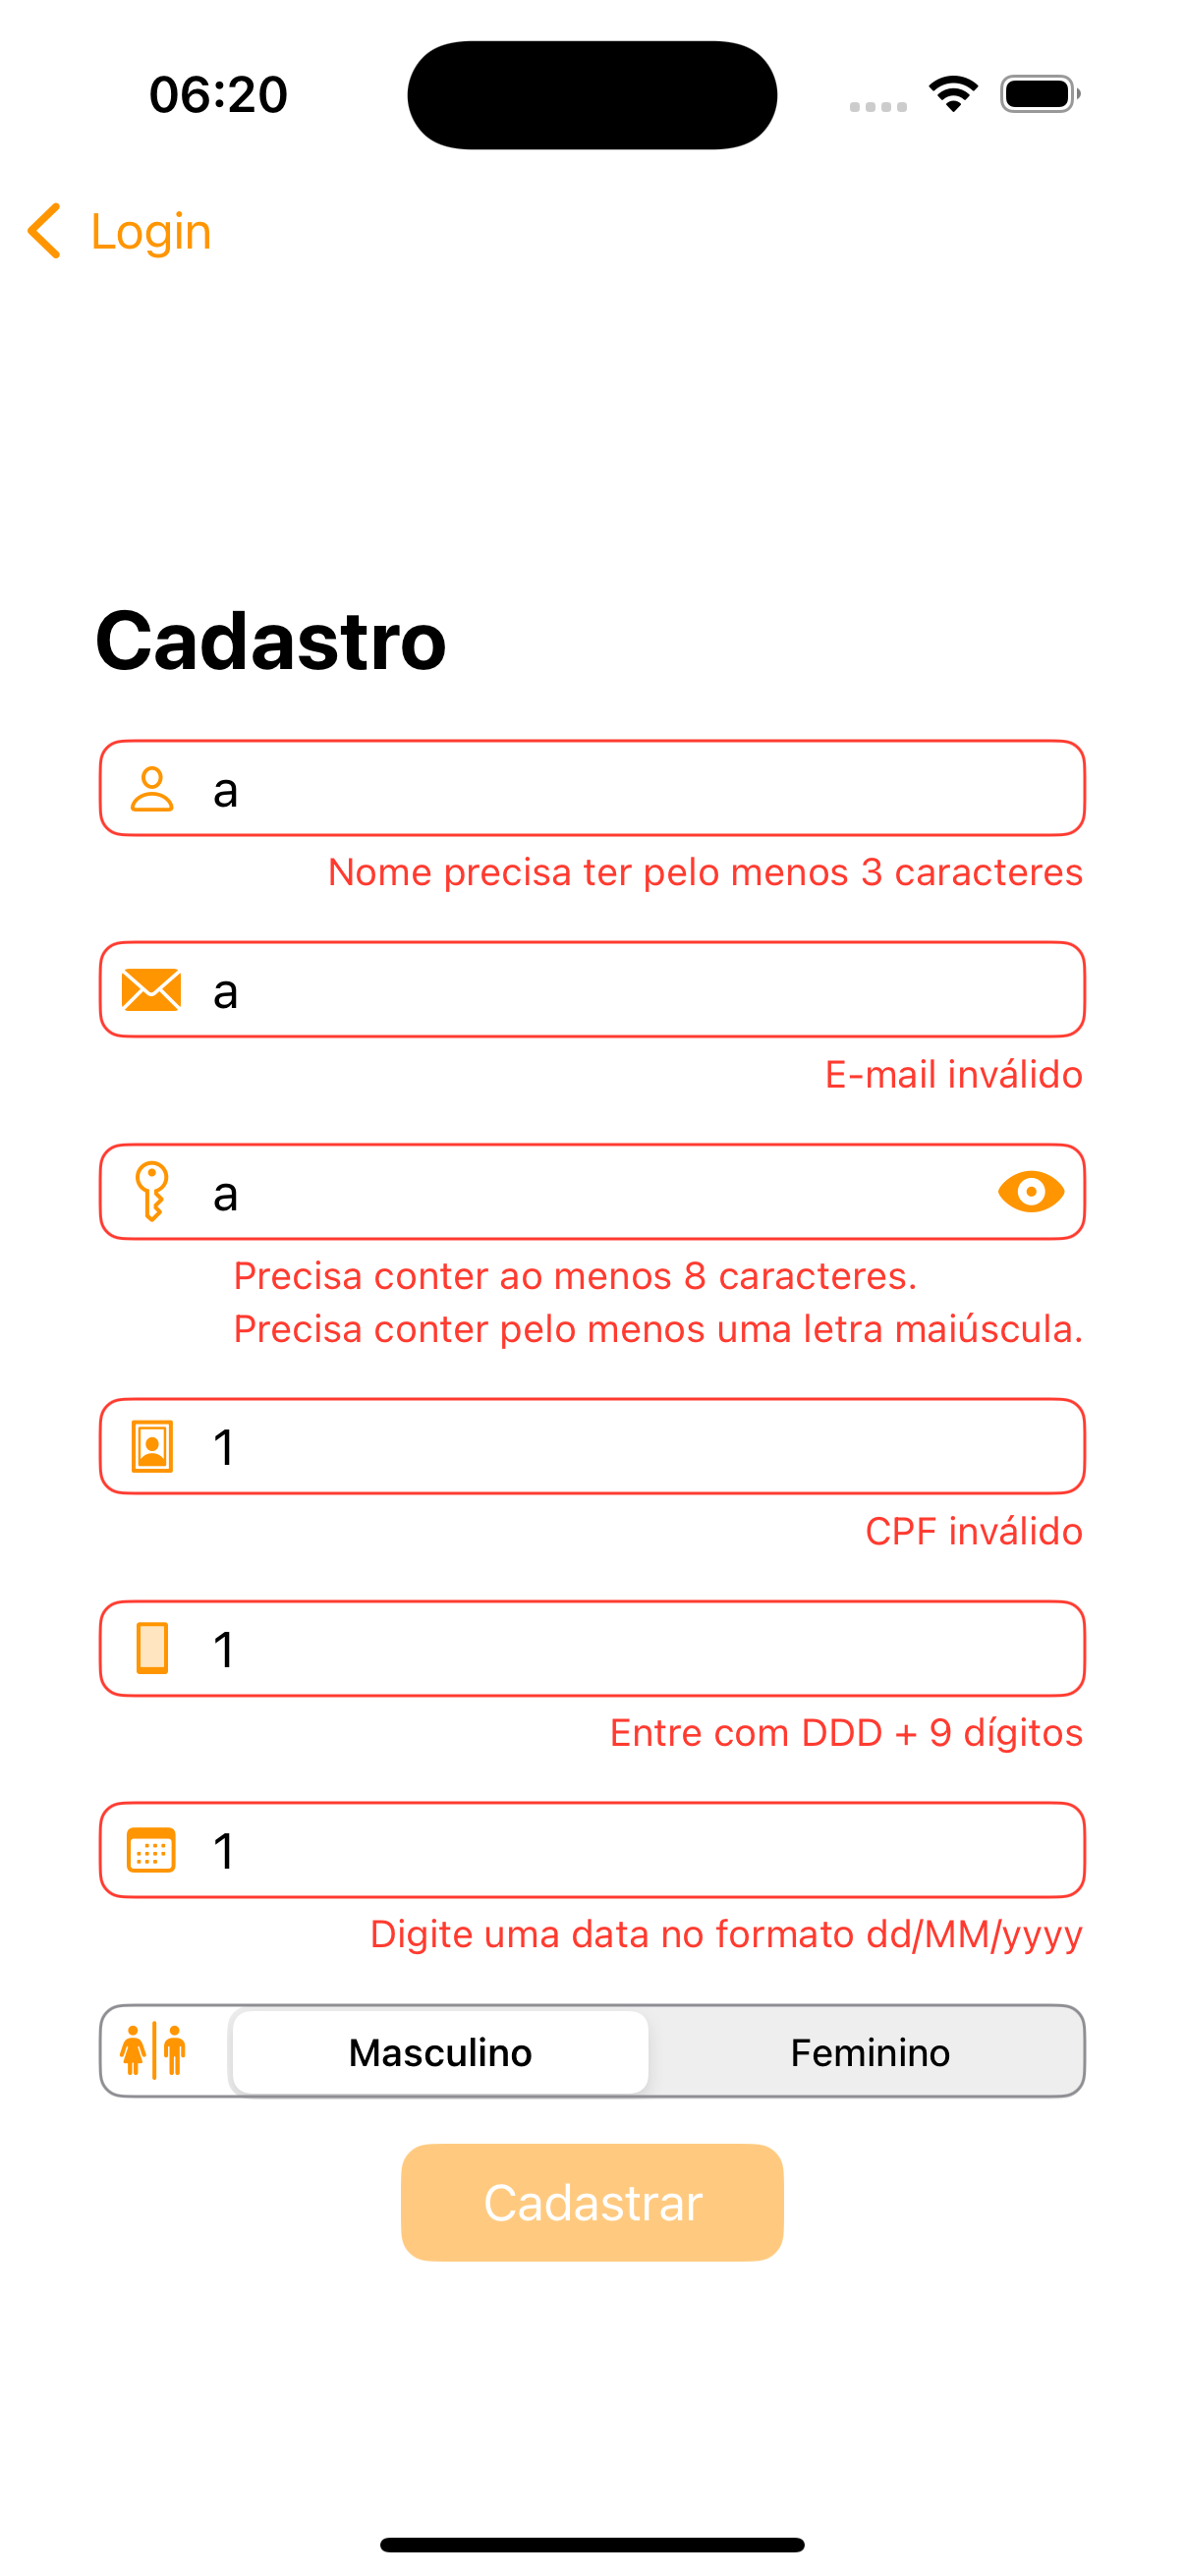 06:20
Login
Cadastro
a
Nome precisa ter pelo menos 3 caracteres
a
E-mail inválido
a
Precisa conter ao menos 8 caracteres.
Precisa conter pelo menos uma letra maiúscula.
1
CPF inválido
1
Entre com DDD + 9 dígitos
1
Digite uma data no formato dd/MM/yyyy
Masculino Feminino
Cadastrar